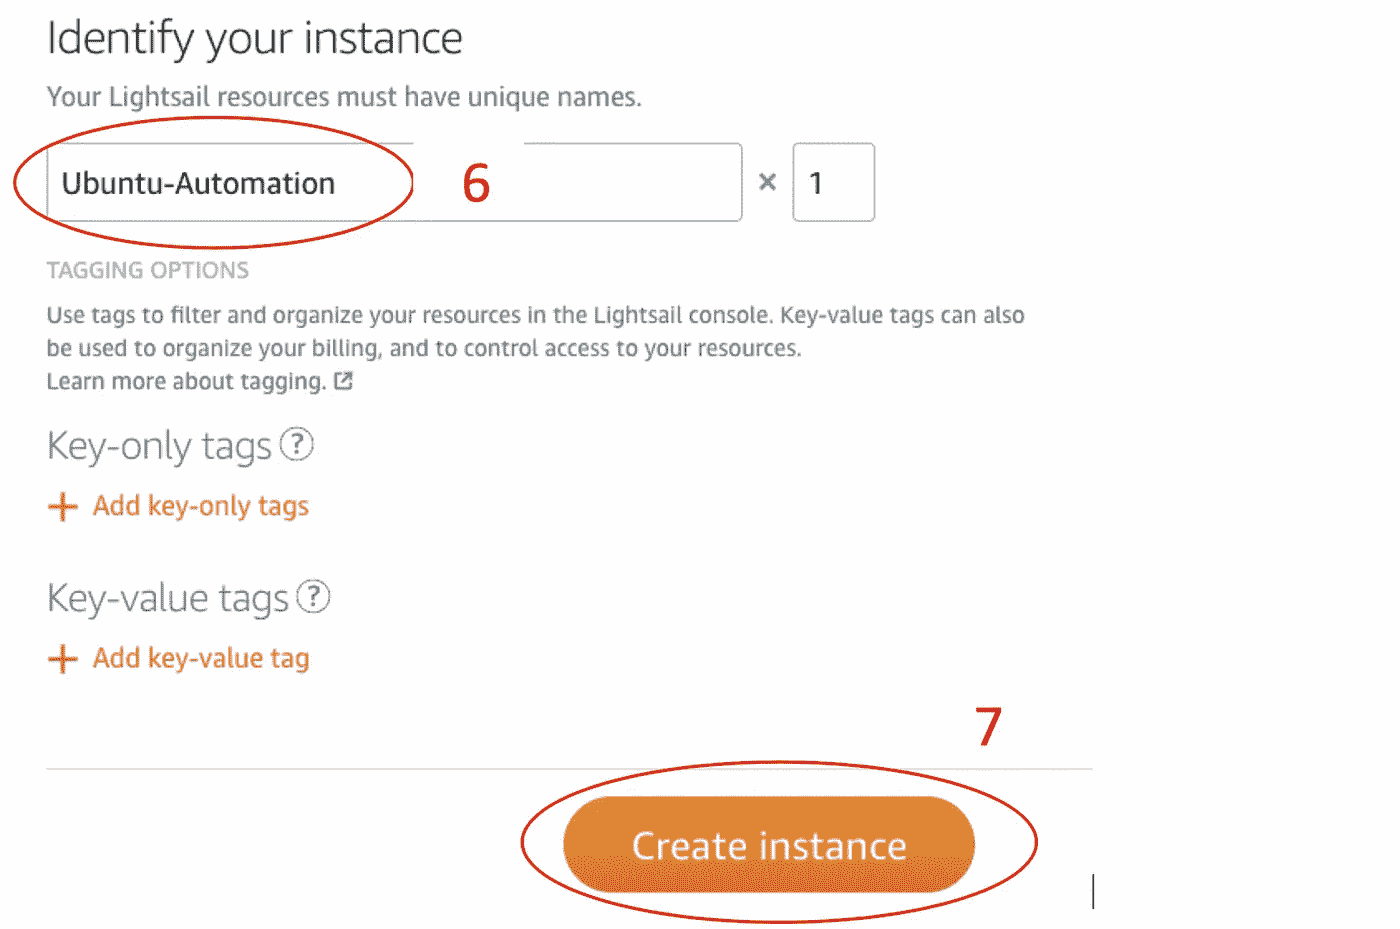 Identify your instance
Your Lightsail resources must have unique names.
Ubuntu-Automation 6 × 1
TAGGING OPTIONS
Use tags to filter and organize your resources in the Lightsail console. Key-value tags can also
be used to organize your billing, and to control access to your resources.
Learn more about tagging.
Key-only tags ?
+ Add key-only tags
Key-value tags ?
+ Add key-value tag
7
Create instance